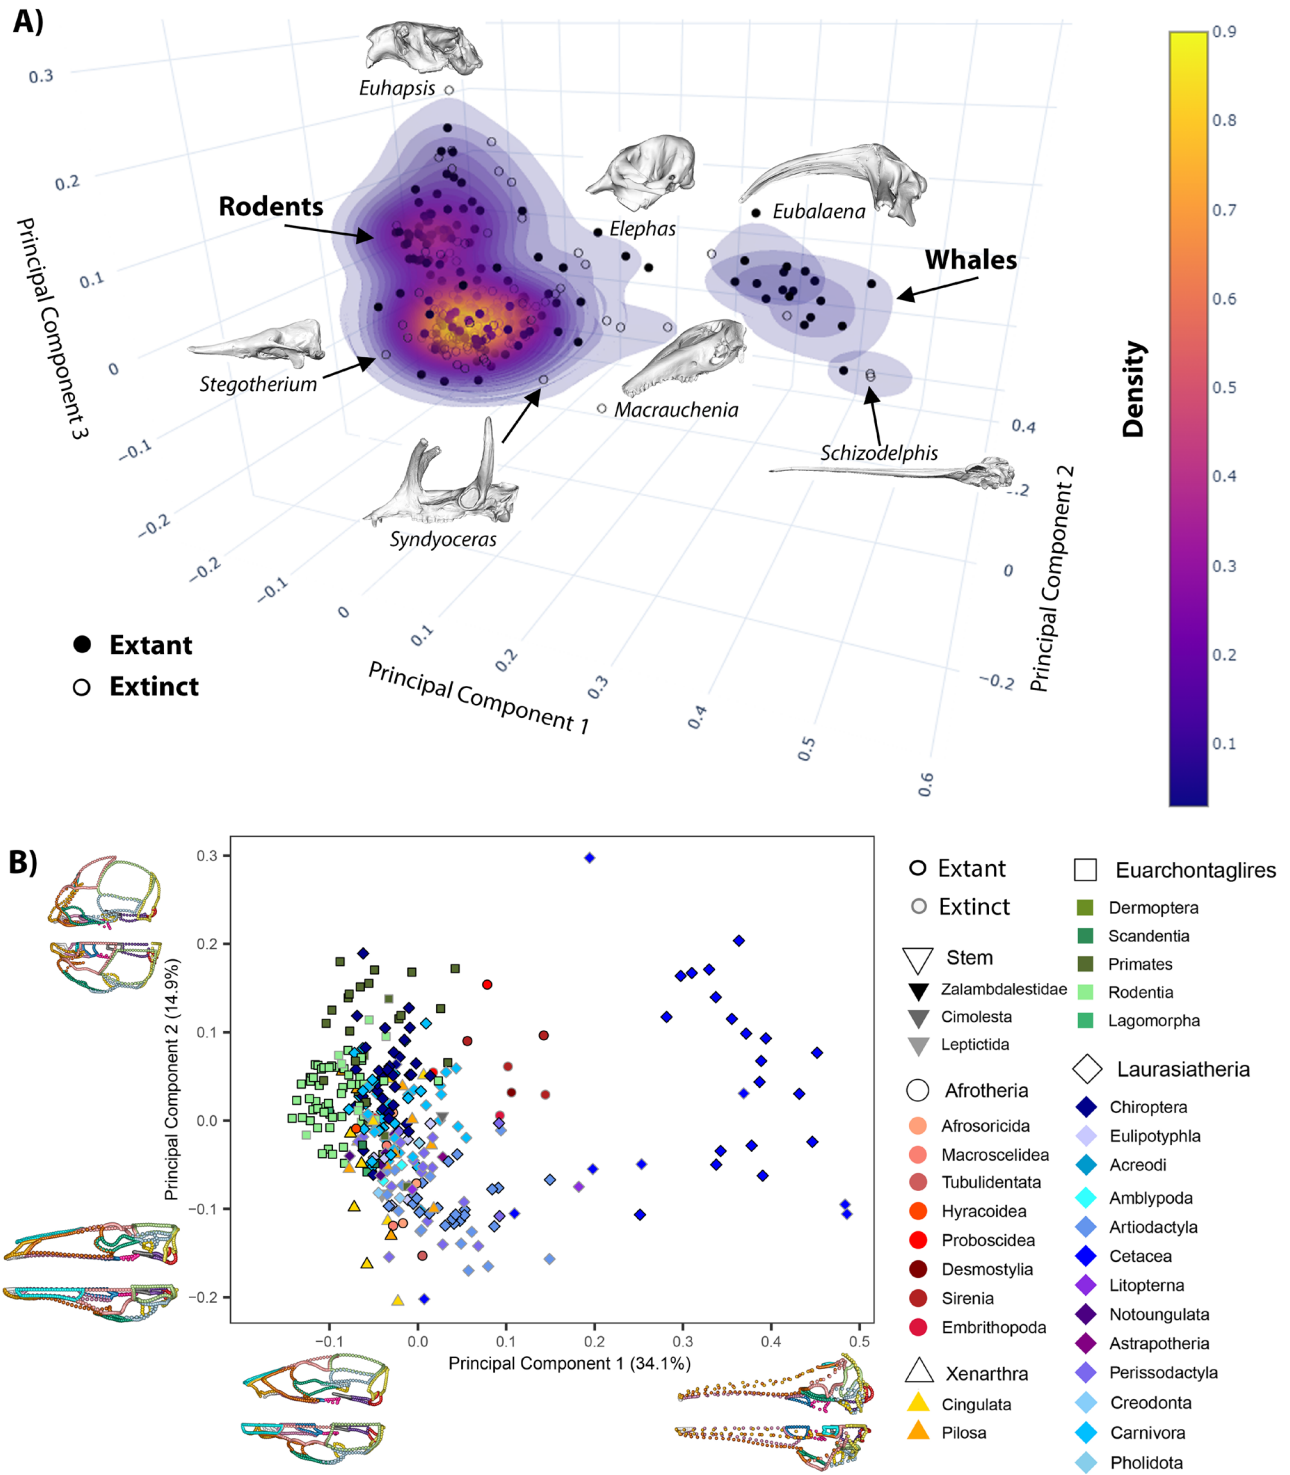 A)
0.3
0.2
0.1
0
−0.1
−0.2
Principal Component 3
Euhapsis
Rodents
Elephas
Eubalaena
Whales
Stegotherium
Macrauchenia
Schizodelphis
Syndyoceras
−0.2
−0.1
0
0.1
0.2
0.3
0.4
0.5
0.6
Principal Component 1
0.4
0
−0.2
Principal Component 2
Extant
Extinct
Density
0.9
0.8
0.7
0.6
0.5
0.4
0.3
0.2
0.1
B)
0.3
0.2
0.1
0.0
−0.1
−0.2
Principal Component 2 (14.9%)
−0.1
0.0
0.1
0.2
0.3
0.4
0.5
Principal Component 1 (34.1%)
Extant
Extinct
Stem
Zalambdalestidae
Cimolesta
Leptictida
Afrotheria
Afrosoricida
Macroscelidea
Tubulidentata
Hyracoidea
Proboscidea
Desmostylia
Sirenia
Embrithopoda
Xenarthra
Cingulata
Pilosa
Euarchontaglires
Dermoptera
Scandentia
Primates
Rodentia
Lagomorpha
Laurasiatheria
Chiroptera
Eulipotyphla
Acreodi
Amblypoda
Artiodactyla
Cetacea
Litopterna
Notoungulata
Astrapotheria
Perissodactyla
Creodonta
Carnivora
Pholidota